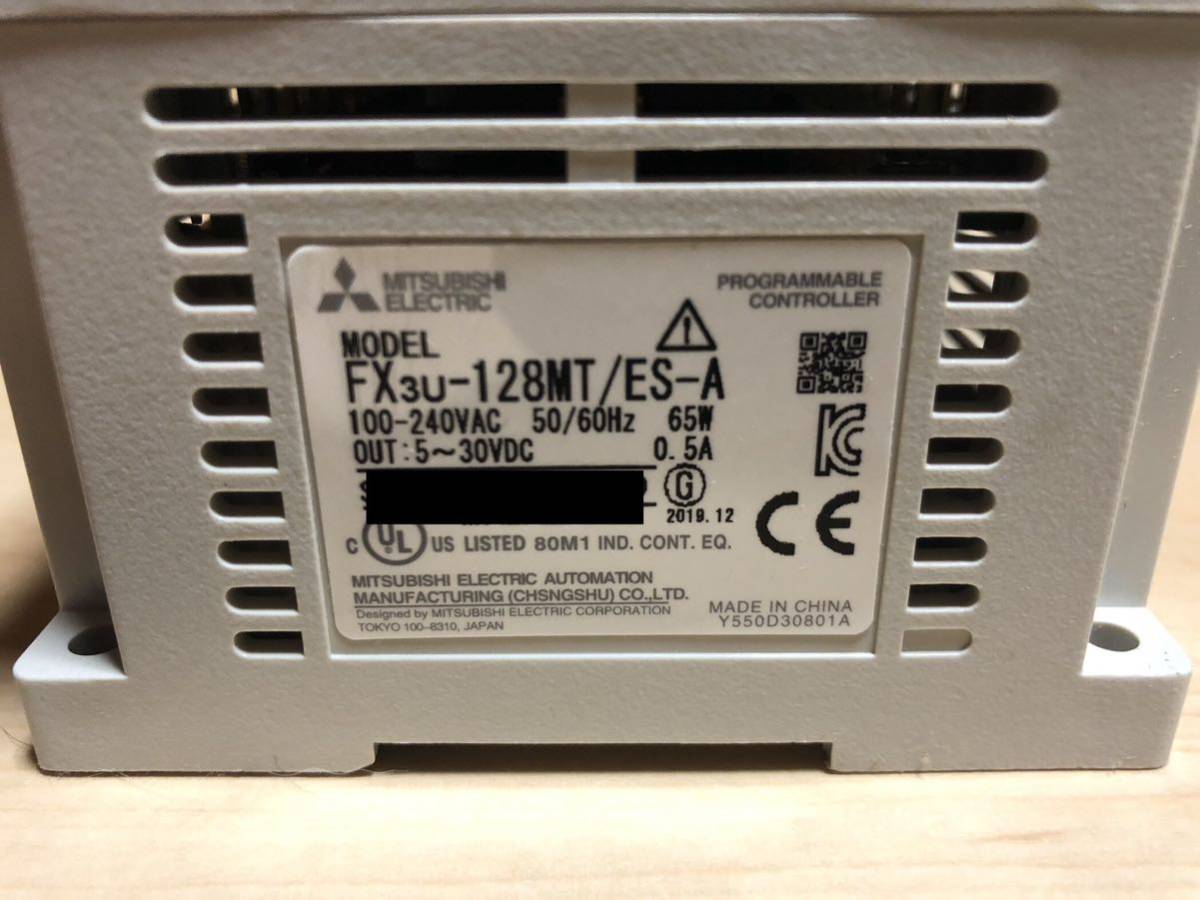 MITSUBISHI
ELECTRIC
PROGRAMMABLE
CONTROLLER
MODEL
FX3U-128MT/ES-A
100-240VAC 50/60Hz 65W
OUT:5~30VDC 0.5A
G
2019.12
C UL US LISTED 80M1 IND. CONT. EQ.
KC
CE
MITSUBISHI ELECTRIC AUTOMATION
MANUFACTURING (CHSNGSHU) CO.,LTD.
Designed by MITSUBISHI ELECTRIC CORPORATION
TOKYO 100-8310, JAPAN
MADE IN CHINA
Y550D30801A